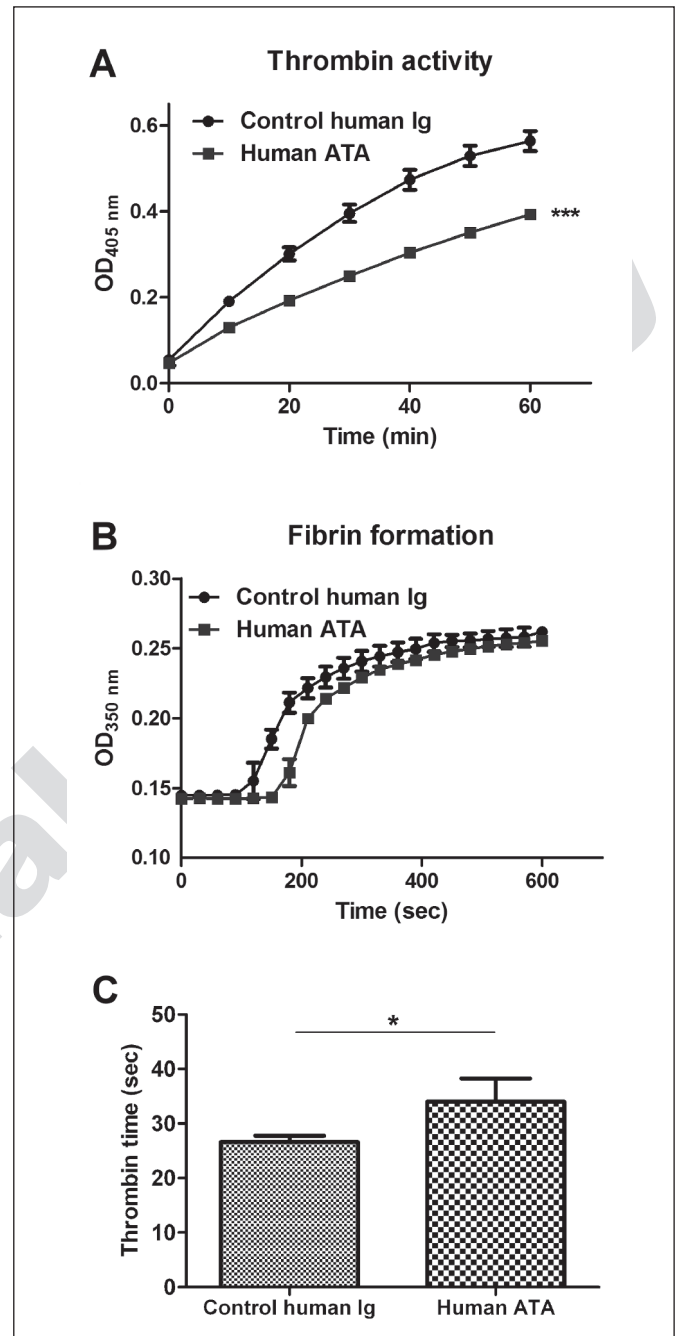 A Thrombin activity
Control human Ig
Human ATA
0.6
0.4
0.2
0.0
OD405 nm
***
0 20 40 60
Time (min)
B Fibrin formation
Control human Ig
Human ATA
0.30
0.25
0.20
0.15
0.10
OD350 nm
0 200 400 600
Time (sec)
C
50
40
30
20
10
0
Thrombin time (sec)
*
Control human Ig Human ATA